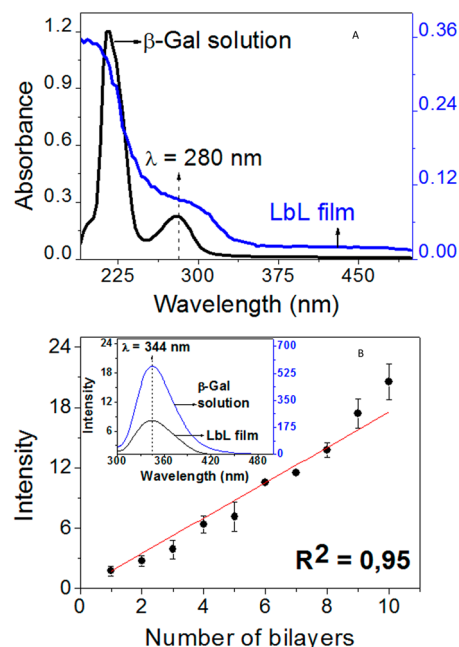 A
β-Gal solution
λ = 280 nm
LbL film
Absorbance
1.2
0.9
0.6
0.3
0.0
0.36
0.24
0.12
0.00
225
300
375
450
Wavelength (nm)
B
λ = 344 nm
β-Gal
solution
LbL film
Intensity
24
18
12
6
700
525
350
175
0
300
360
420
480
Wavelength (nm)
Intensity
24
18
12
6
0
R² = 0,95
0
2
4
6
8
10
Number of bilayers